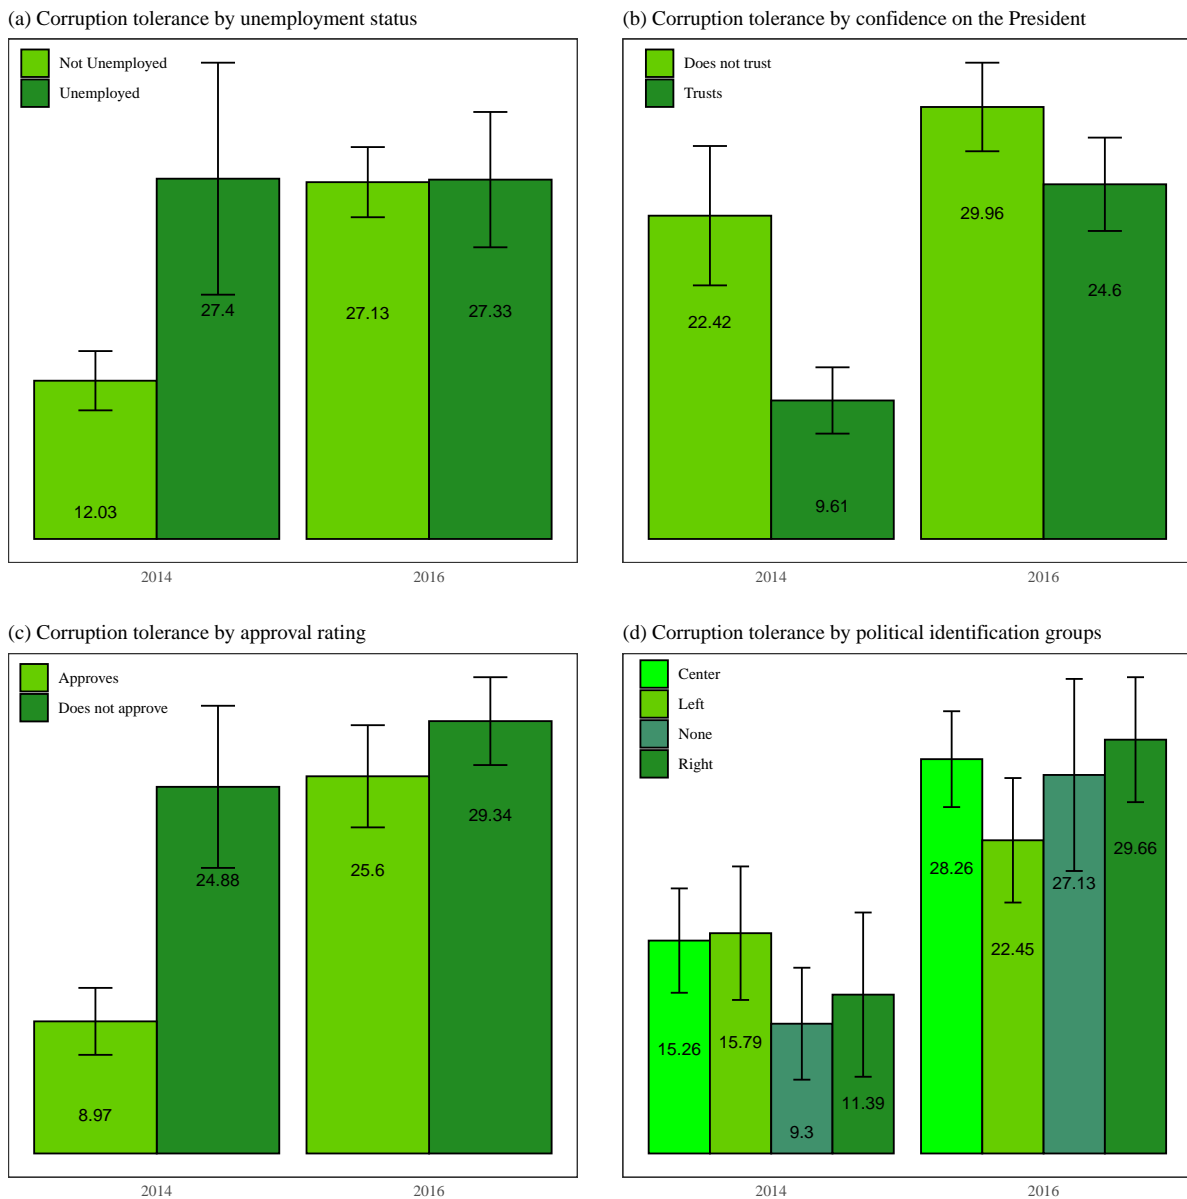 (a) Corruption tolerance by unemployment status
Not Unemployed
Unemployed
27.4
27.13
27.33
12.03
2014
2016
(b) Corruption tolerance by confidence on the President
Does not trust
Trusts
29.96
24.6
22.42
9.61
2014
2016
(c) Corruption tolerance by approval rating
Approves
Does not approve
29.34
25.6
24.88
8.97
2014
2016
(d) Corruption tolerance by political identification groups
Center
Left
None
Right
28.26
29.66
27.13
22.45
15.26
15.79
11.39
9.3
2014
2016